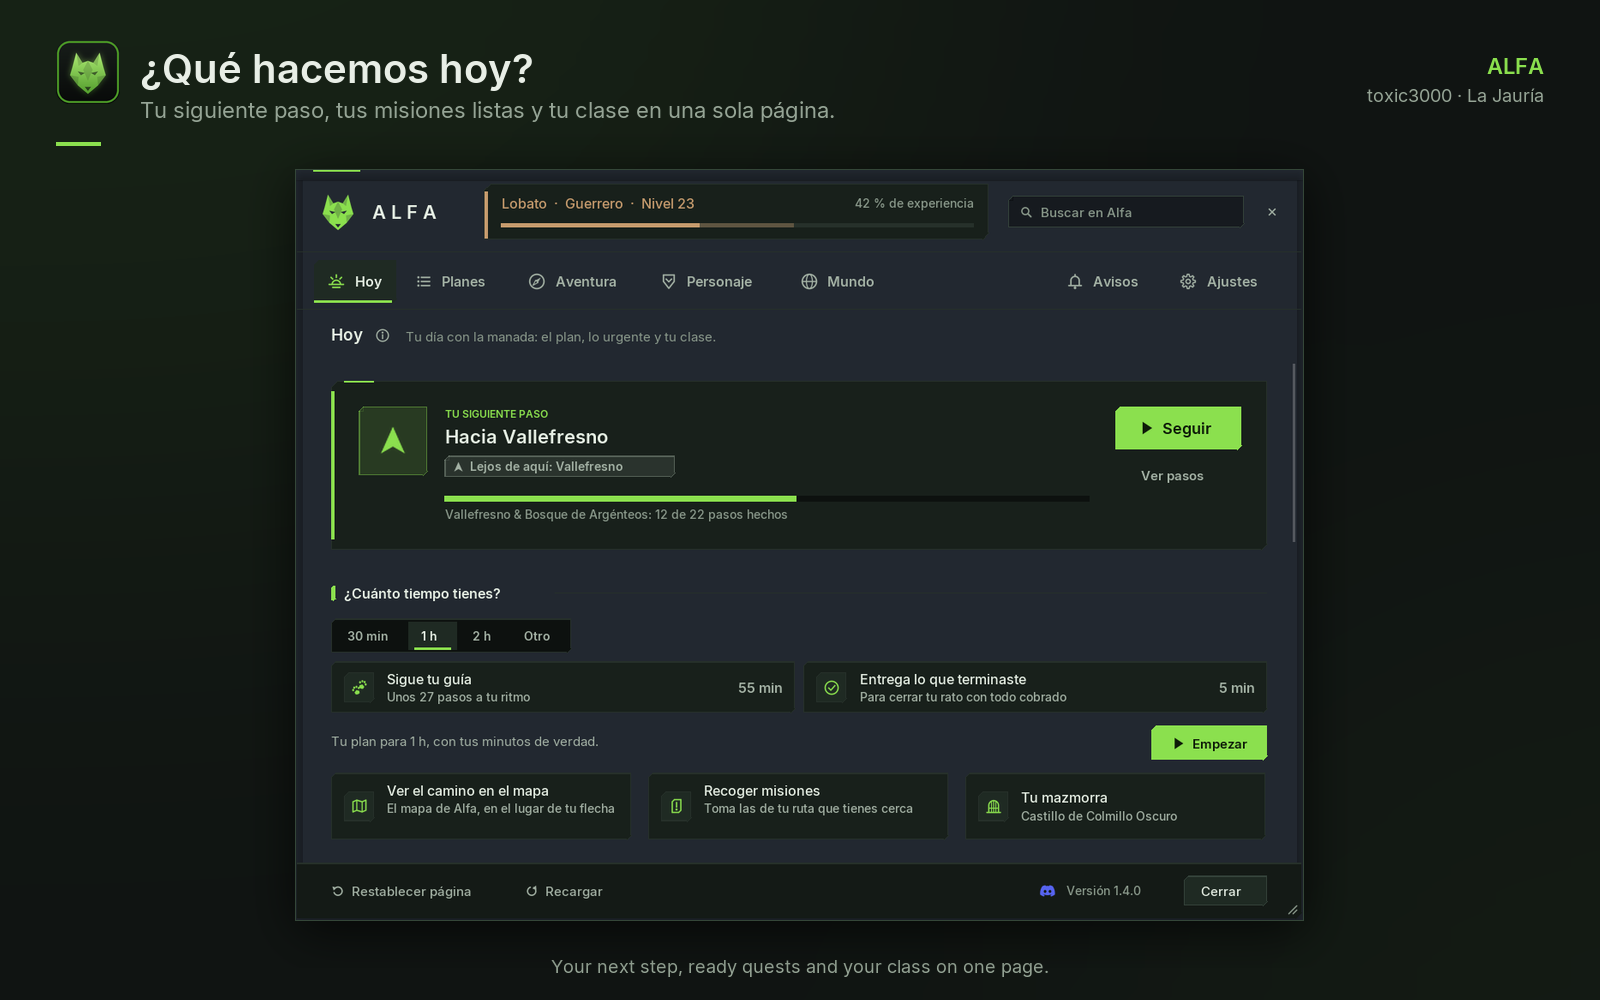 ¿Qué hacemos hoy?
Tu siguiente paso, tus misiones listas y tu clase en una sola página.
ALFA
toxic3000 · La Jauría
ALFA
Lobato · Guerrero · Nivel 23
42 % de experiencia
Buscar en Alfa
Hoy
Planes
Aventura
Personaje
Mundo
Avisos
Ajustes
Hoy
Tu día con la manada: el plan, lo urgente y tu clase.
TU SIGUIENTE PASO
Hacia Vallefresno
Lejos de aquí: Vallefresno
Vallefresno & Bosque de Argénteos: 12 de 22 pasos hechos
Seguir
Ver pasos
¿Cuánto tiempo tienes?
30 min
1 h
2 h
Otro
Sigue tu guía
Unos 27 pasos a tu ritmo
55 min
Entrega lo que terminaste
Para cerrar tu rato con todo cobrado
5 min
Tu plan para 1 h, con tus minutos de verdad.
Empezar
Ver el camino en el mapa
El mapa de Alfa, en el lugar de tu flecha
Recoger misiones
Toma las de tu ruta que tienes cerca
Tu mazmorra
Castillo de Colmillo Oscuro
Restablecer página
Recargar
Versión 1.4.0
Cerrar
Your next step, ready quests and your class on one page.